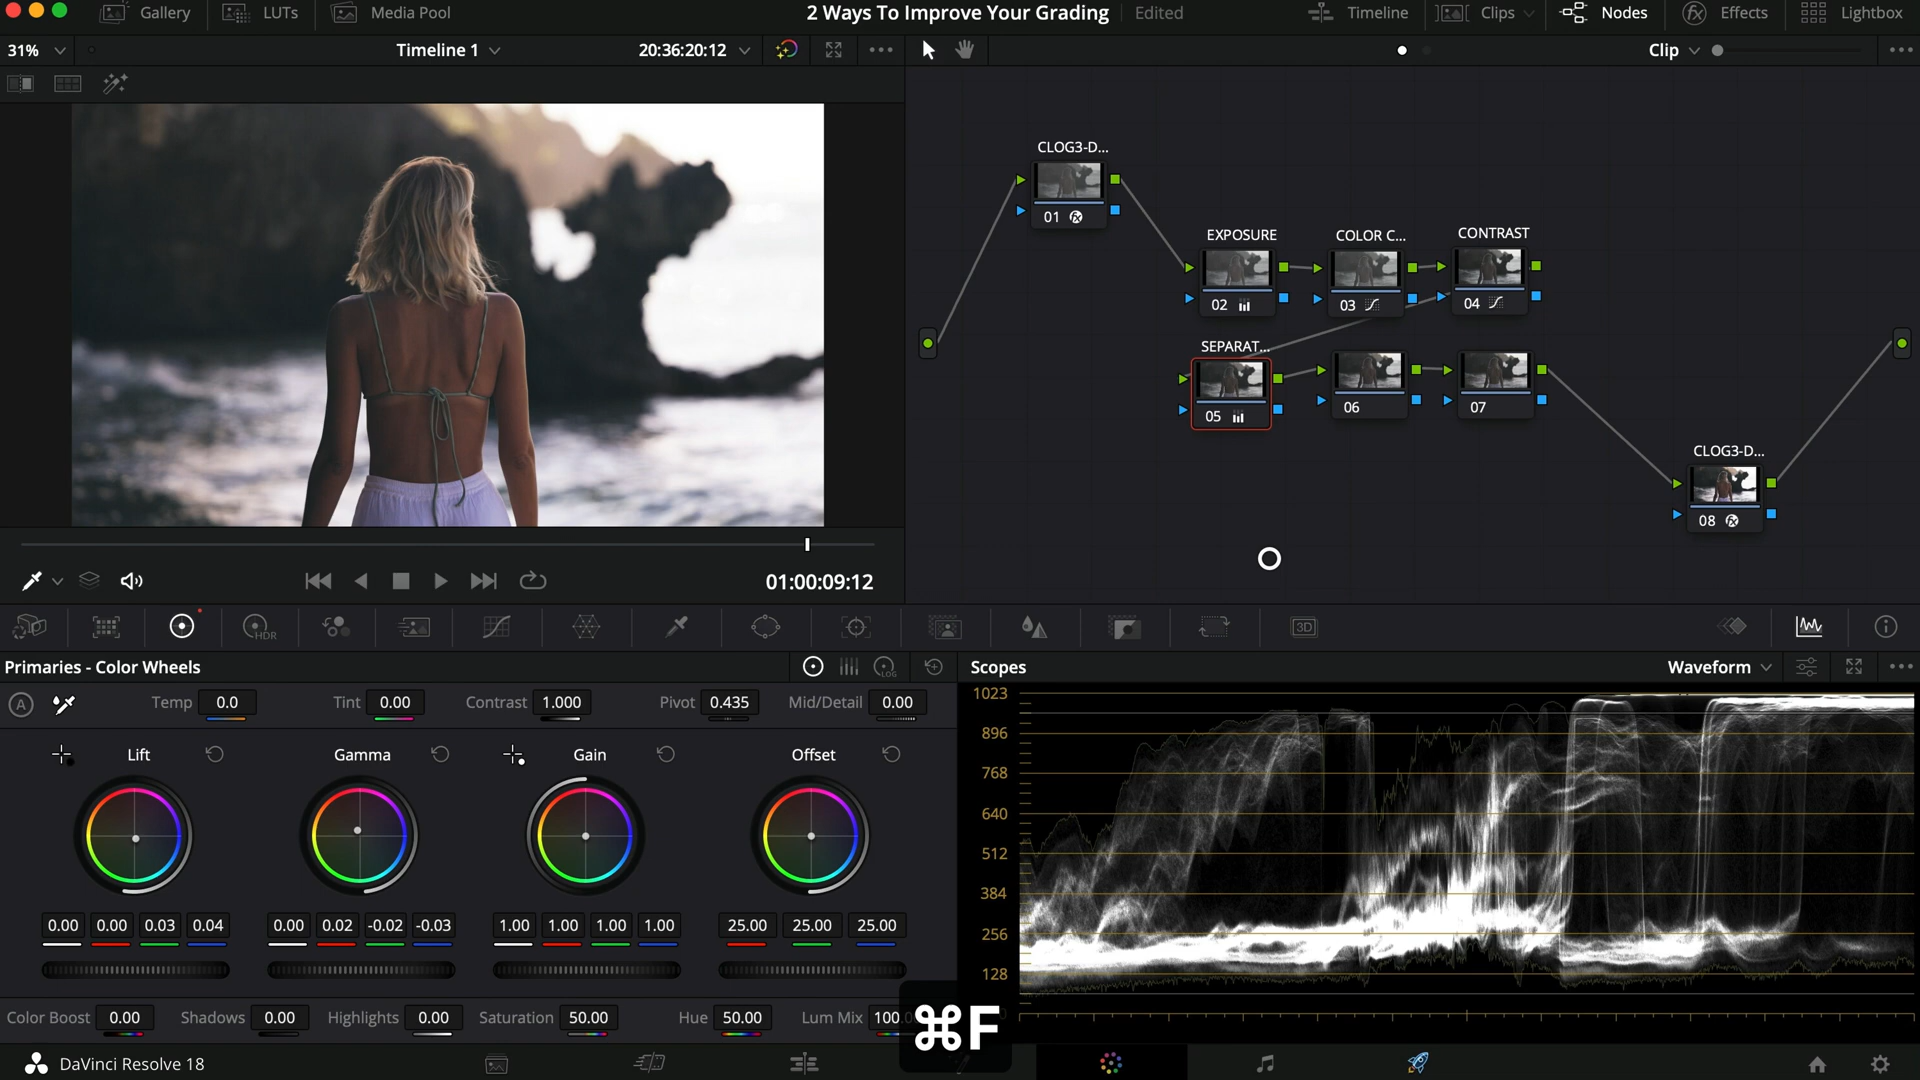 Gallery LUTs Media Pool 2 Ways To Improve Your Grading Edited Timeline Clips Nodes Effects Lightbox
31% Timeline 1 20:36:20:12 Clip
CLOG3-D...
01
EXPOSURE COLOR C... CONTRAST
02 03 04
SEPARAT...
05 06 07
CLOG3-D...
08
01:00:09:12
HDR 3D
Primaries - Color Wheels LOG Scopes Waveform
A Temp 0.0 Tint 0.00 Contrast 1.000 Pivot 0.435 Mid/Detail 0.00
Lift Gamma Gain Offset
0.00 0.00 0.03 0.04 0.00 0.02 -0.02 -0.03 1.00 1.00 1.00 1.00 25.00 25.00 25.00
1023
896
768
640
512
384
256
128
Color Boost 0.00 Shadows 0.00 Highlights 0.00 Saturation 50.00 Hue 50.00 Lum Mix 100.0
⌘F
DaVinci Resolve 18